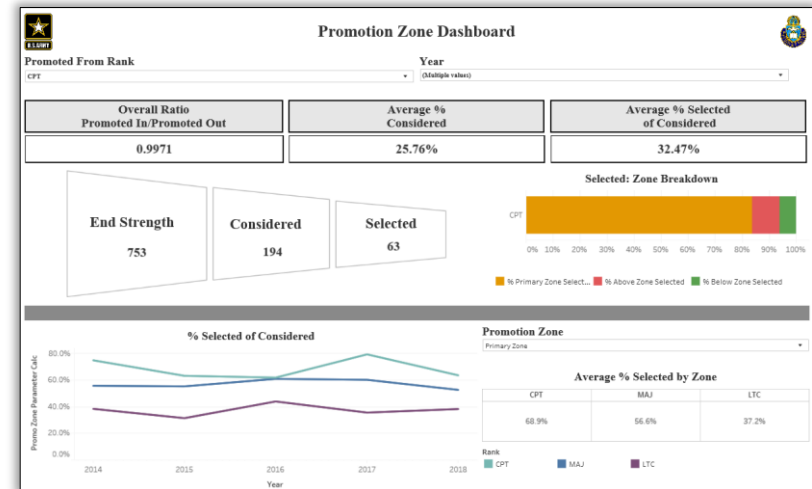 Promotion Zone Dashboard
U.S.ARMY
Promoted From Rank
Year
CPT
(Multiple values)
Overall Ratio
Promoted In/Promoted Out
Average %
Considered
Average % Selected
of Considered
0.9971
25.76%
32.47%
End Strength
753
Considered
194
Selected
63
Selected: Zone Breakdown
CPT
0% 10% 20% 30% 40% 50% 60% 70% 80% 90% 100%
% Primary Zone Select... % Above Zone Selected % Below Zone Selected
% Selected of Considered
Promo Zone Parameter Calc
80.0%
60.0%
40.0%
20.0%
0.0%
2014 2015 2016 2017 2018
Year
Promotion Zone
Primary Zone
Average % Selected by Zone
CPT MAJ LTC
68.9% 56.6% 37.2%
Rank
CPT MAJ LTC